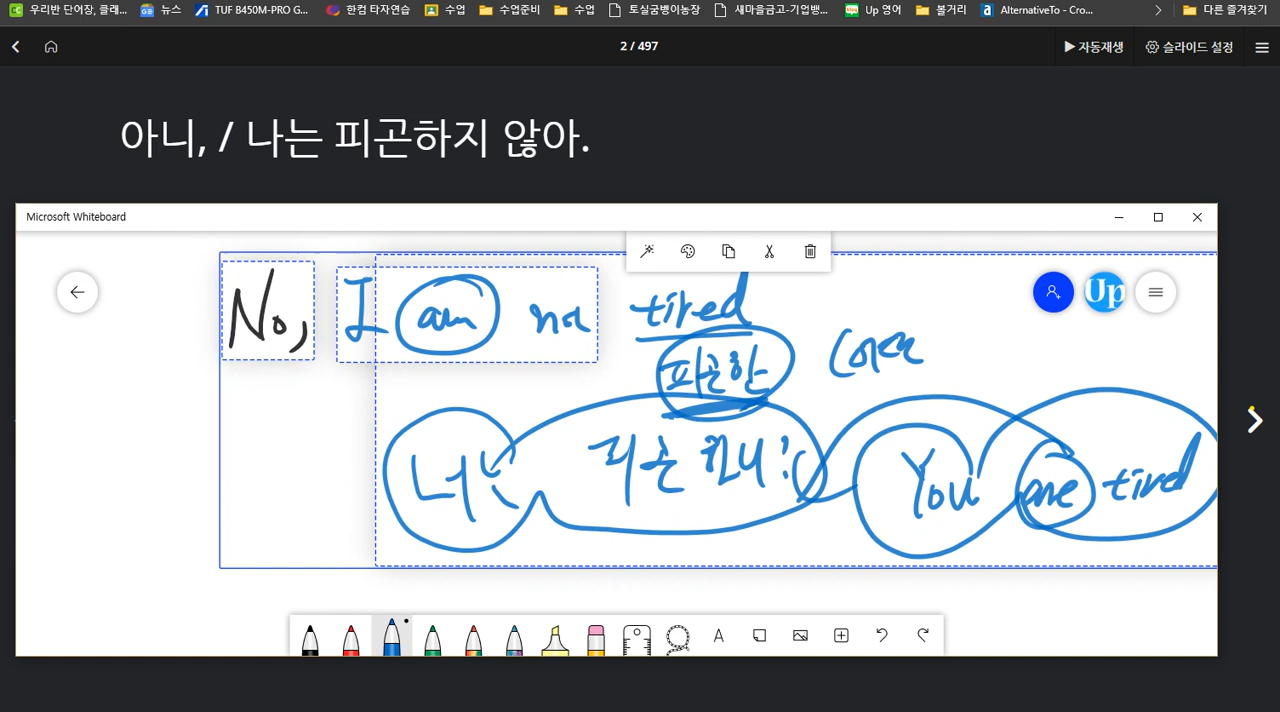 우리반 단어장, 클래... 뉴스 TUF B450M-PRO G... 한컴 타자연습 수업 수업준비 수업 토실굼벵이농장 새마을금고-기업뱅... Up 영어 볼거리 AlternativeTo - Cro... 다른 즐겨찾기
2 / 497 자동재생 슬라이드 설정
아니, / 나는 피곤하지 않아.
Microsoft Whiteboard
No, I am not tired
피곤한
너는 피곤하니? You are tired
Up